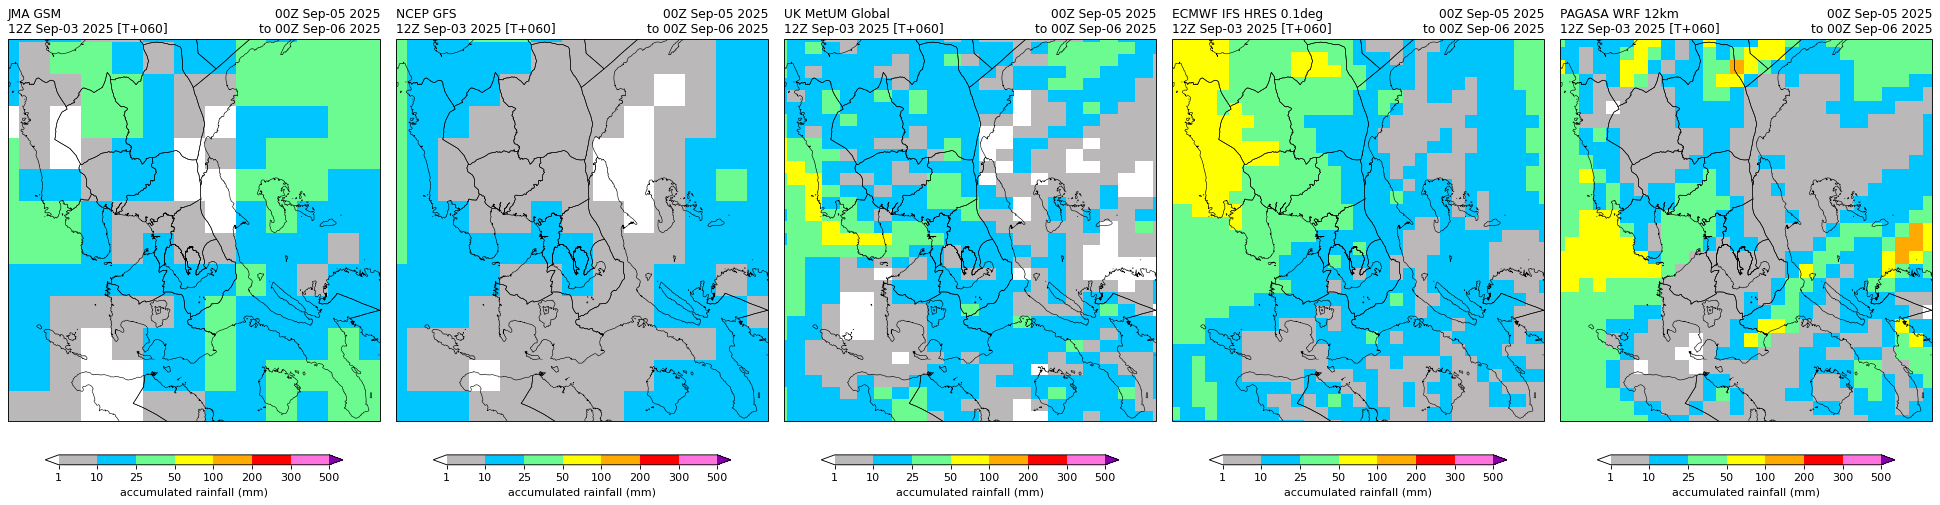 JMA GSM 00Z Sep-05 2025
12Z Sep-03 2025 [T+060] to 00Z Sep-06 2025
NCEP GFS 00Z Sep-05 2025
12Z Sep-03 2025 [T+060] to 00Z Sep-06 2025
UK MetUM Global 00Z Sep-05 2025
12Z Sep-03 2025 [T+060] to 00Z Sep-06 2025
ECMWF IFS HRES 0.1deg 00Z Sep-05 2025
12Z Sep-03 2025 [T+060] to 00Z Sep-06 2025
PAGASA WRF 12km 00Z Sep-05 2025
12Z Sep-03 2025 [T+060] to 00Z Sep-06 2025
1 10 25 50 100 200 300 500
accumulated rainfall (mm)
1 10 25 50 100 200 300 500
accumulated rainfall (mm)
1 10 25 50 100 200 300 500
accumulated rainfall (mm)
1 10 25 50 100 200 300 500
accumulated rainfall (mm)
1 10 25 50 100 200 300 500
accumulated rainfall (mm)